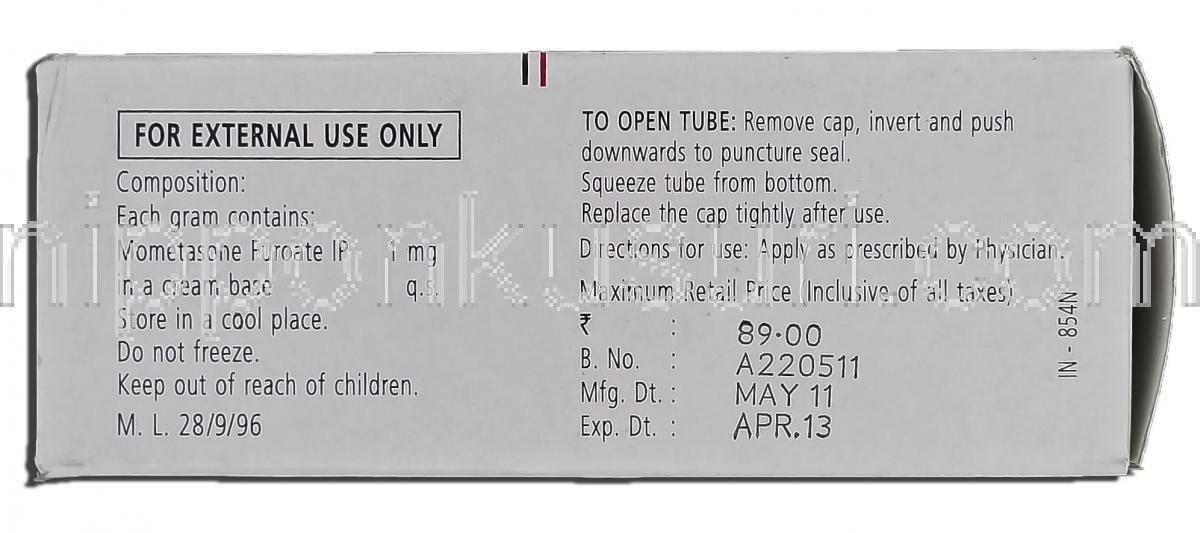 FOR EXTERNAL USE ONLY
Composition:
Each gram contains:
Mometasone Furoate IP 1 mg
in a cream base q.s.
Store in a cool place.
Do not freeze.
Keep out of reach of children.
M. L. 28/9/96
TO OPEN TUBE: Remove cap, invert and push
downwards to puncture seal.
Squeeze tube from bottom.
Replace the cap tightly after use.
Directions for use: Apply as prescribed by Physician.
Maximum Retail Price (Inclusive of all taxes)
₹ : 89.00
B. No. : A220511
Mfg. Dt. : MAY 11
Exp. Dt. : APR.13
IN - 854N
nipponkusuri.com